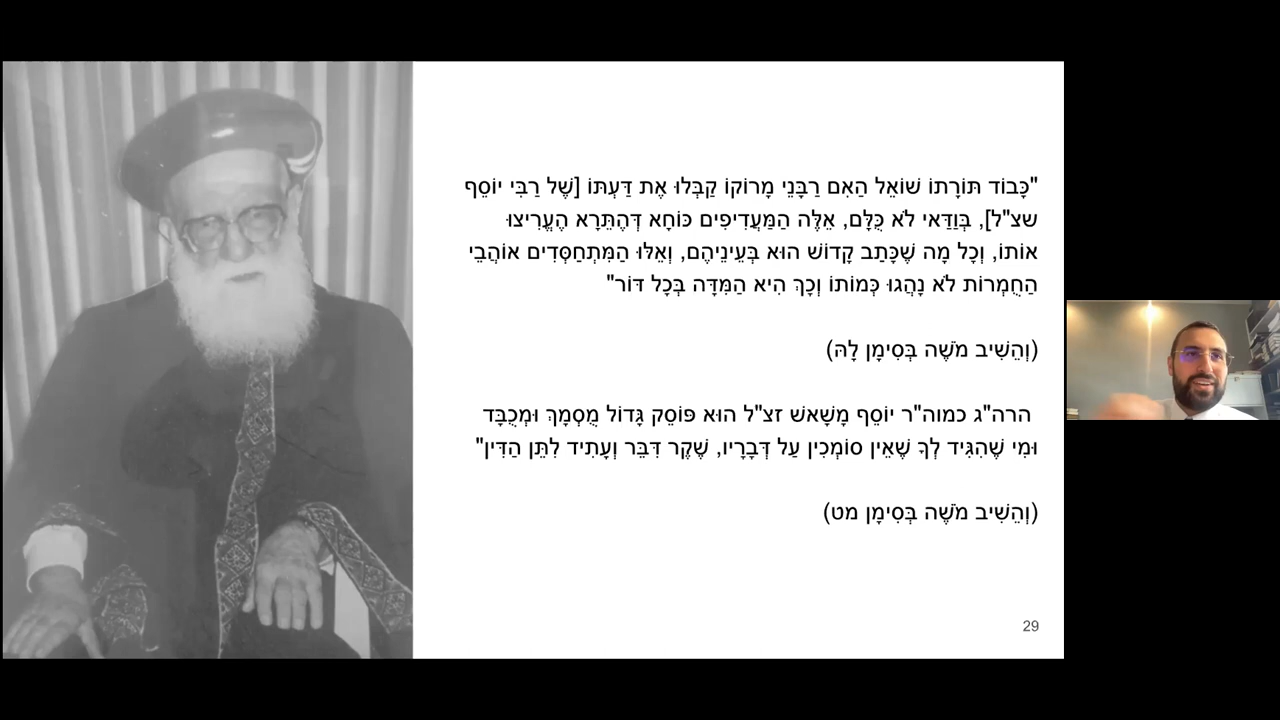 "כָּבוֹד תּוֹרָתוֹ שׁוֹאֵל הַאִם רַבָּנֵי מָרוֹקוֹ קַבְּלוּ אֶת דַּעְתּוֹ [שֶׁל רַבִּי יוֹסֵף
שצ"ל], בְּוַדַּאי לֹא כֻּלָּם, אֵלֶּה הַמַּעֲדִיפִים כּוֹחָא דְּהֶתֵּרָא הֶעֱרִיצוּ
אוֹתוֹ, וְכָל מָה שֶׁכָּתַב קָדוֹשׁ הוּא בְּעֵינֵיהֶם, וְאֵלּוּ הַמִּתְחַסְּדִים אוֹהֲבֵי
הַחֻמְרוֹת לֹא נָהֲגוּ כְּמוֹתוֹ וְכָךְ הִיא הַמִּדָּה בְּכָל דּוֹר"
(וְהֵשִׁיב מֹשֶׁה בְּסִימָן לָהּ)
הרה"ג כמוה"ר יוֹסֵף מָשָׁאשׁ זצ"ל הוּא פּוֹסֵק גָּדוֹל מֻסְמָךְ וּמְכֻבָּד
וּמִי שֶׁהִגִּיד לְךָ שֶׁאֵין סוֹמְכִין עַל דְּבָרָיו, שֶׁקֶר דִּבֵּר וְעָתִיד לִתֵּן הַדִּין"
(וְהֵשִׁיב מֹשֶׁה בְּסִימָן מט)
29